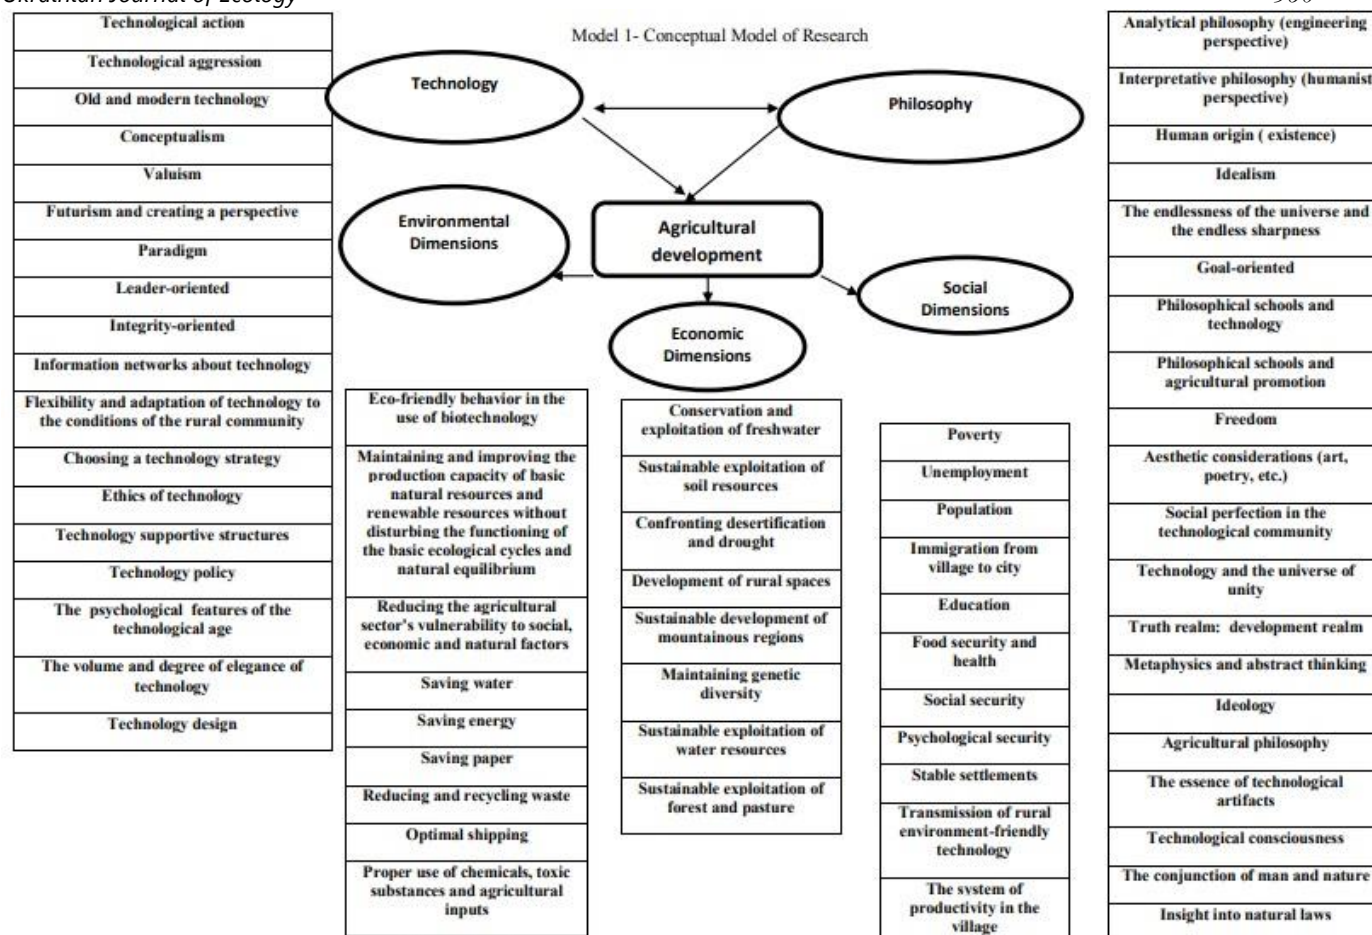 Ukrainian Journal of Ecology
Model 1- Conceptual Model of Research
Technology
Philosophy
Environmental
Dimensions
Agricultural
development
Social
Dimensions
Economic
Dimensions
Technological action
Technological aggression
Old and modern technology
Conceptualism
Valuism
Futurism and creating a perspective
Paradigm
Leader-oriented
Integrity-oriented
Information networks about technology
Flexibility and adaptation of technology to
the conditions of the rural community
Choosing a technology strategy
Ethics of technology
Technology supportive structures
Technology policy
The psychological features of the
technological age
The volume and degree of elegance of
technology
Technology design
Eco-friendly behavior in the
use of biotechnology
Maintaining and improving the
production capacity of basic
natural resources and
renewable resources without
disturbing the functioning of
the basic ecological cycles and
natural equilibrium
Reducing the agricultural
sector's vulnerability to social,
economic and natural factors
Saving water
Saving energy
Saving paper
Reducing and recycling waste
Optimal shipping
Proper use of chemicals, toxic
substances and agricultural
inputs
Conservation and
exploitation of freshwater
Sustainable exploitation of
soil resources
Confronting desertification
and drought
Development of rural spaces
Sustainable development of
mountainous regions
Maintaining genetic
diversity
Sustainable exploitation of
water resources
Sustainable exploitation of
forest and pasture
Poverty
Unemployment
Population
Immigration from
village to city
Education
Food security and
health
Social security
Psychological security
Stable settlements
Transmission of rural
environment-friendly
technology
The system of
productivity in the
village
Analytical philosophy (engineering
perspective)
Interpretative philosophy (humanist
perspective)
Human origin ( existence)
Idealism
The endlessness of the universe and
the endless sharpness
Goal-oriented
Philosophical schools and
technology
Philosophical schools and
agricultural promotion
Freedom
Aesthetic considerations (art,
poetry, etc.)
Social perfection in the
technological community
Technology and the universe of
unity
Truth realm: development realm
Metaphysics and abstract thinking
Ideology
Agricultural philosophy
The essence of technological
artifacts
Technological consciousness
The conjunction of man and nature
Insight into natural laws